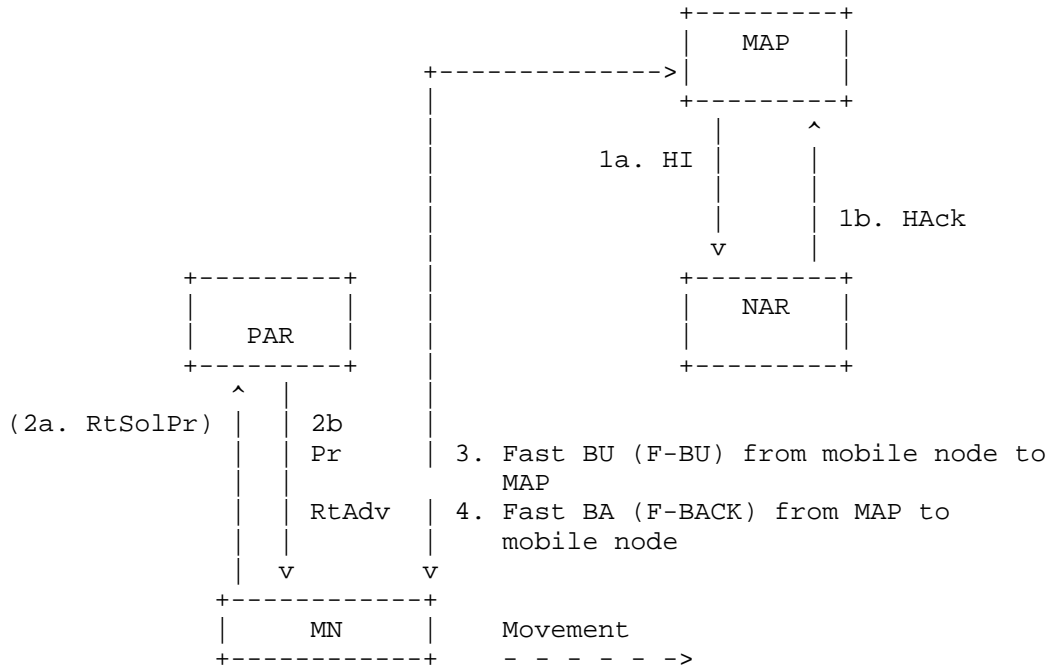 MAP
1a. HI
1b. HAck
NAR
PAR
(2a. RtSolPr)
2b
Pr
3. Fast BU (F-BU) from mobile node to
MAP
RtAdv
4. Fast BA (F-BACK) from MAP to
mobile node
MN
Movement